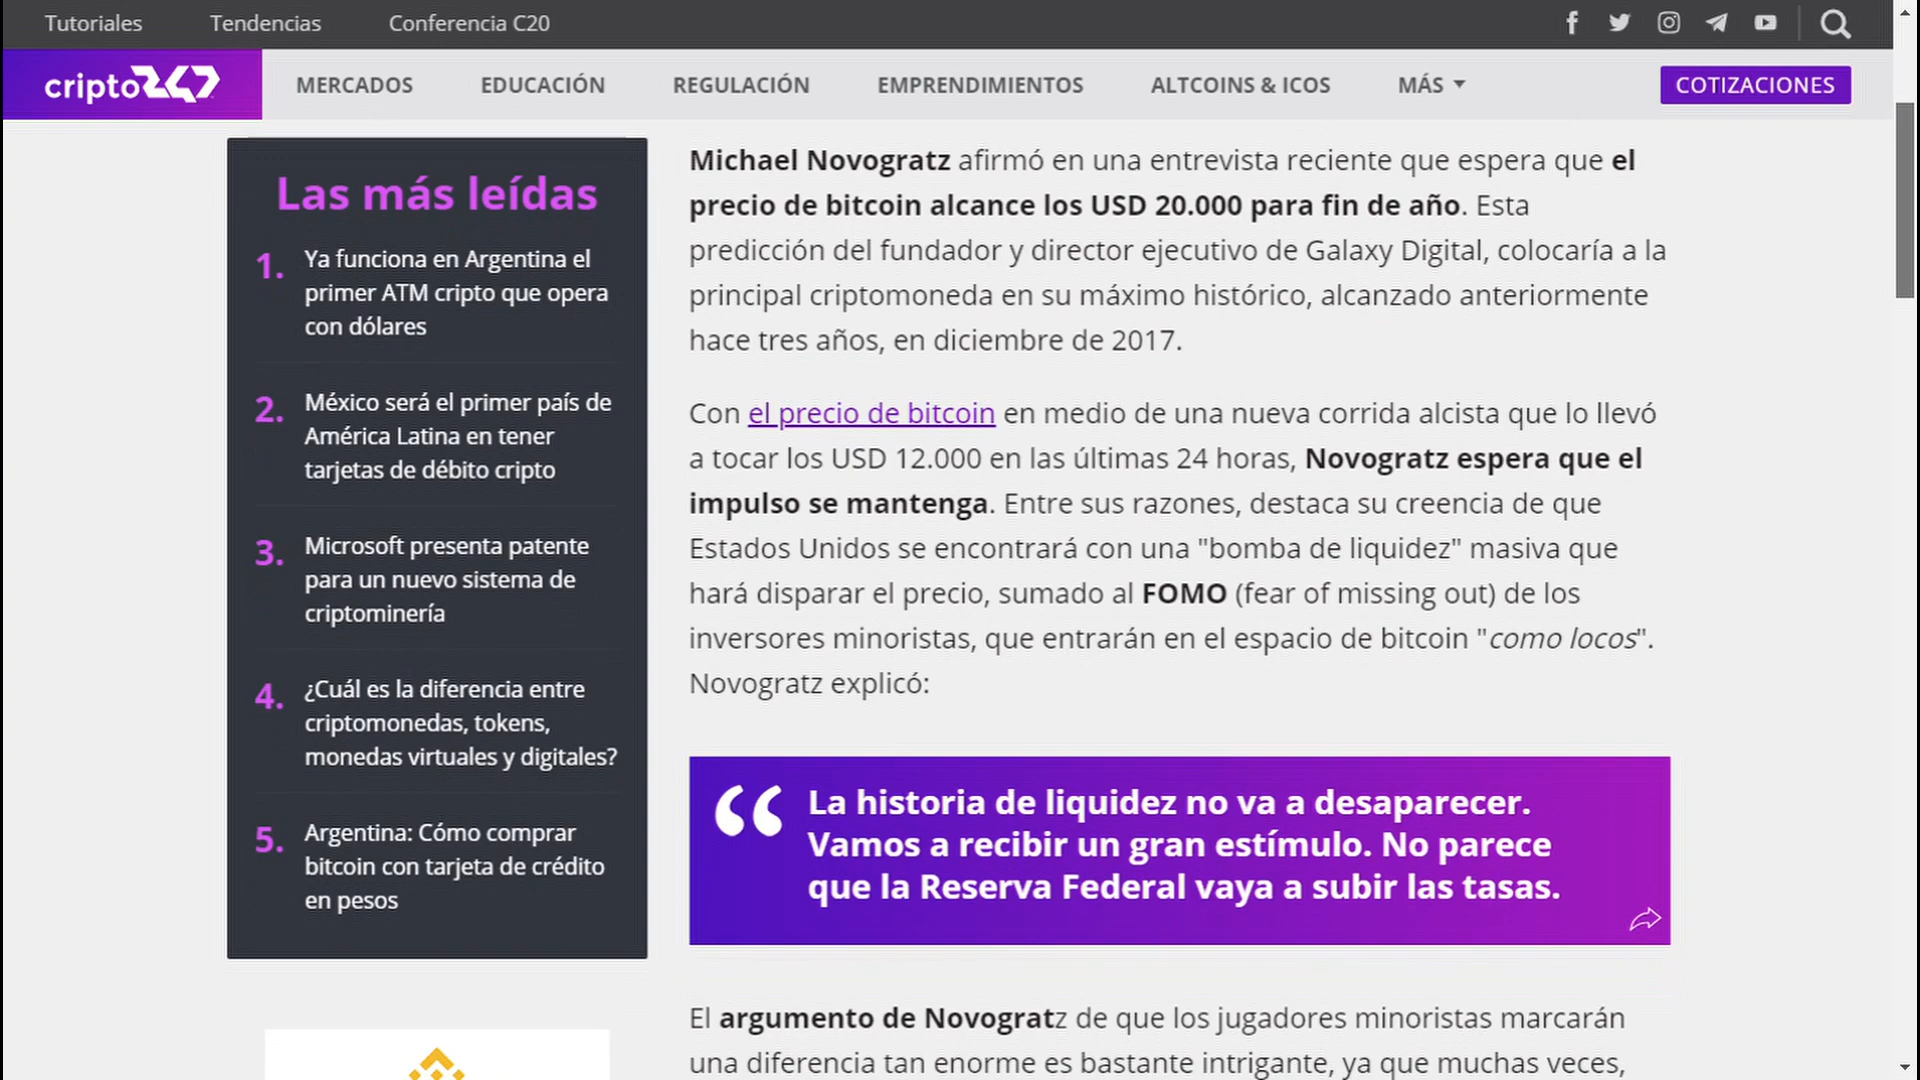 Tutoriales
Tendencias
Conferencia C20
cripto247
MERCADOS
EDUCACIÓN
REGULACIÓN
EMPRENDIMIENTOS
ALTCOINS & ICOS
MÁS
COTIZACIONES
Las más leídas
1. Ya funciona en Argentina el
primer ATM cripto que opera
con dólares
2. México será el primer país de
América Latina en tener
tarjetas de débito cripto
3. Microsoft presenta patente
para un nuevo sistema de
criptominería
4. ¿Cuál es la diferencia entre
criptomonedas, tokens,
monedas virtuales y digitales?
5. Argentina: Cómo comprar
bitcoin con tarjeta de crédito
en pesos
Michael Novogratz afirmó en una entrevista reciente que espera que el
precio de bitcoin alcance los USD 20.000 para fin de año. Esta
predicción del fundador y director ejecutivo de Galaxy Digital, colocaría a la
principal criptomoneda en su máximo histórico, alcanzado anteriormente
hace tres años, en diciembre de 2017.
Con el precio de bitcoin en medio de una nueva corrida alcista que lo llevó
a tocar los USD 12.000 en las últimas 24 horas, Novogratz espera que el
impulso se mantenga. Entre sus razones, destaca su creencia de que
Estados Unidos se encontrará con una "bomba de liquidez" masiva que
hará disparar el precio, sumado al FOMO (fear of missing out) de los
inversores minoristas, que entrarán en el espacio de bitcoin "como locos".
Novogratz explicó:
“ La historia de liquidez no va a desaparecer.
Vamos a recibir un gran estímulo. No parece
que la Reserva Federal vaya a subir las tasas.
El argumento de Novogratz de que los jugadores minoristas marcarán
una diferencia tan enorme es bastante intrigante, ya que muchas veces,